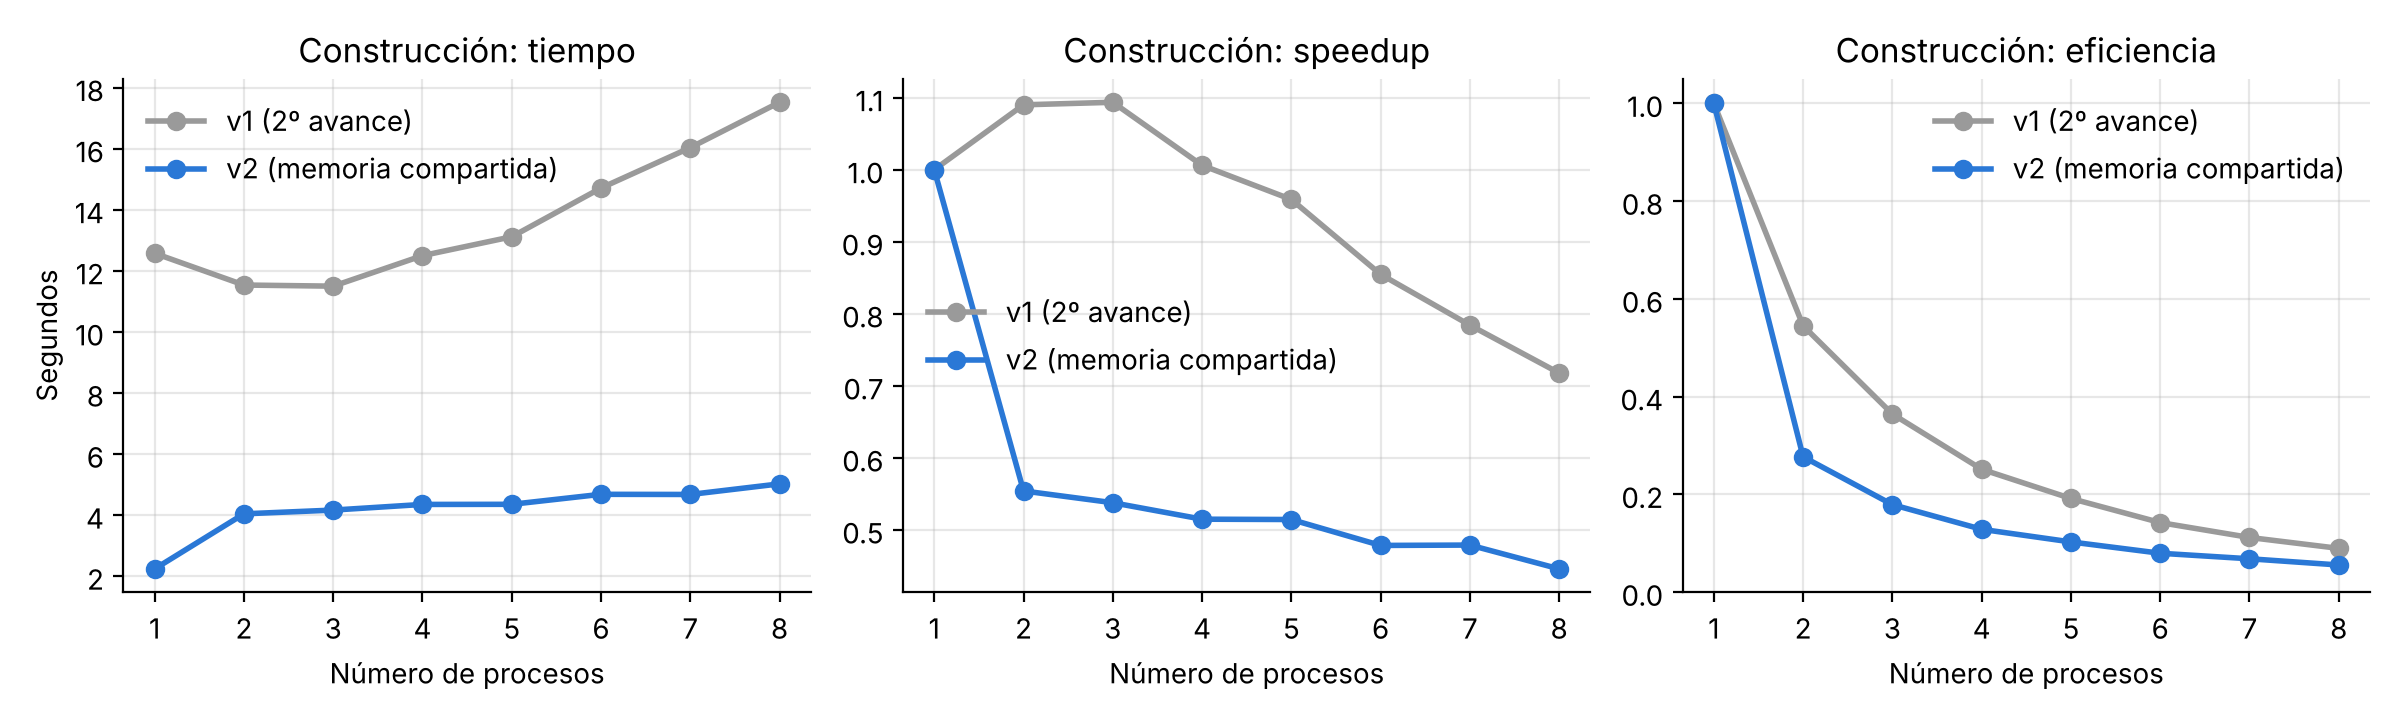 Construcción: tiempo
18
16
14
12
10
8
6
4
2
Segundos
v1 (2º avance)
v2 (memoria compartida)
1 2 3 4 5 6 7 8
Número de procesos
Construcción: speedup
1.1
1.0
0.9
0.8
0.7
0.6
0.5
v1 (2º avance)
v2 (memoria compartida)
1 2 3 4 5 6 7 8
Número de procesos
Construcción: eficiencia
1.0
0.8
0.6
0.4
0.2
0.0
v1 (2º avance)
v2 (memoria compartida)
1 2 3 4 5 6 7 8
Número de procesos